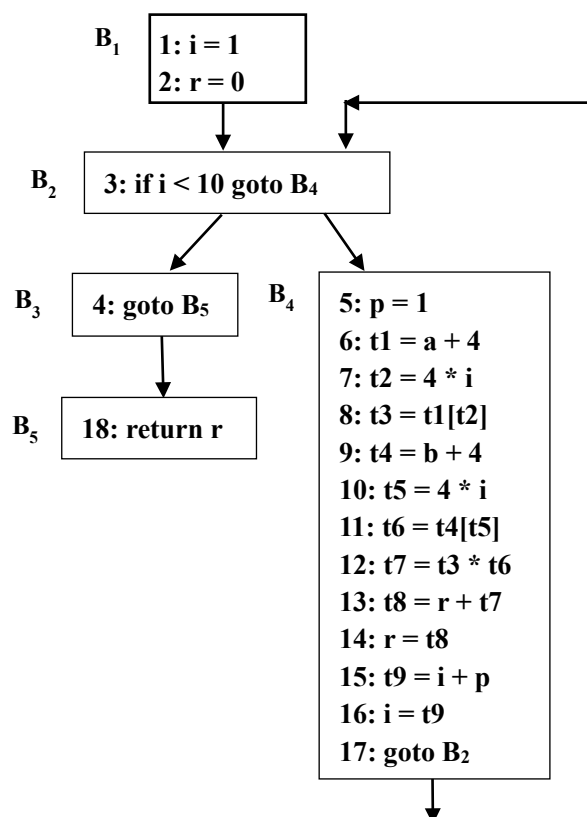 B₁
1: i = 1
2: r = 0
B₂
3: if i < 10 goto B₄
B₃
4: goto B₅
B₅
18: return r
B₄
5: p = 1
6: t1 = a + 4
7: t2 = 4 * i
8: t3 = t1[t2]
9: t4 = b + 4
10: t5 = 4 * i
11: t6 = t4[t5]
12: t7 = t3 * t6
13: t8 = r + t7
14: r = t8
15: t9 = i + p
16: i = t9
17: goto B₂